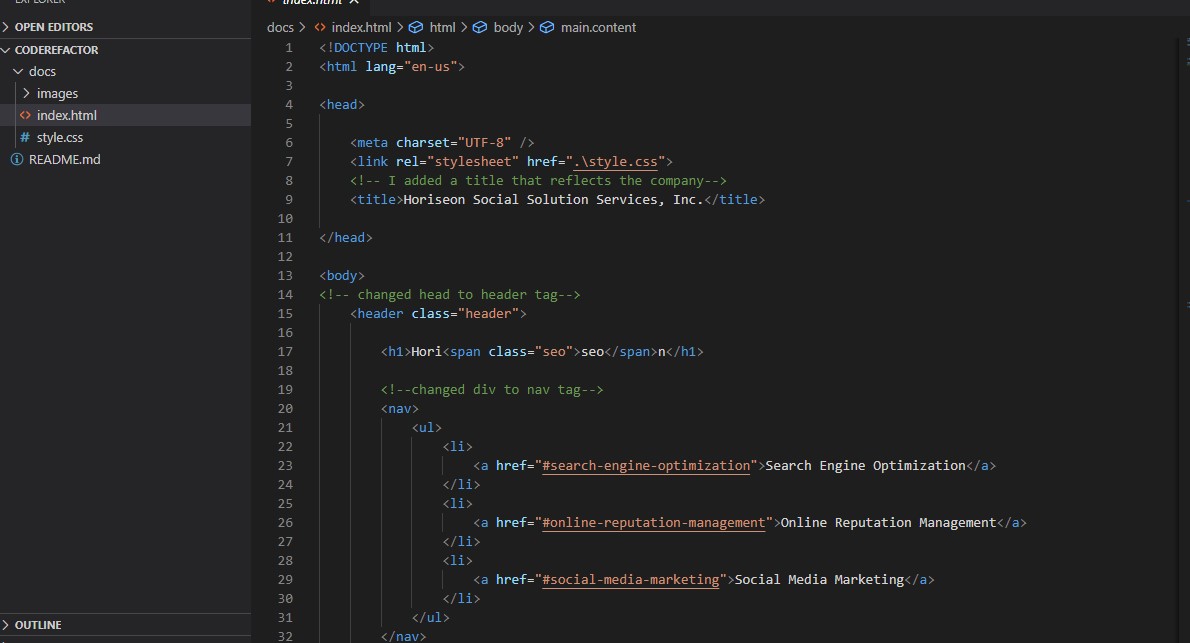 EXPLORER
OPEN EDITORS
CODEREFACTOR
docs
images
index.html
style.css
README.md
OUTLINE
index.html
docs > index.html > html > body > main.content
1 <!DOCTYPE html>
2 <html lang="en-us">
3
4 <head>
5
6 <meta charset="UTF-8" />
7 <link rel="stylesheet" href=".\style.css">
8 <!-- I added a title that reflects the company-->
9 <title>Horiseon Social Solution Services, Inc.</title>
10
11 </head>
12
13 <body>
14 <!-- changed head to header tag-->
15 <header class="header">
16
17 <h1>Hori<span class="seo">seo</span>n</h1>
18
19 <!--changed div to nav tag-->
20 <nav>
21 <ul>
22 <li>
23 <a href="#search-engine-optimization">Search Engine Optimization</a>
24 </li>
25 <li>
26 <a href="#online-reputation-management">Online Reputation Management</a>
27 </li>
28 <li>
29 <a href="#social-media-marketing">Social Media Marketing</a>
30 </li>
31 </ul>
32 </nav>